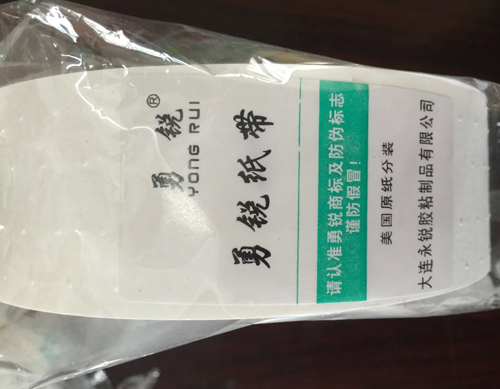 勇锐®
YONG RUI
勇锐纸带
请认准勇锐商标及防伪标志
谨防假冒！
美国原纸分装
大连永锐胶粘制品有限公司